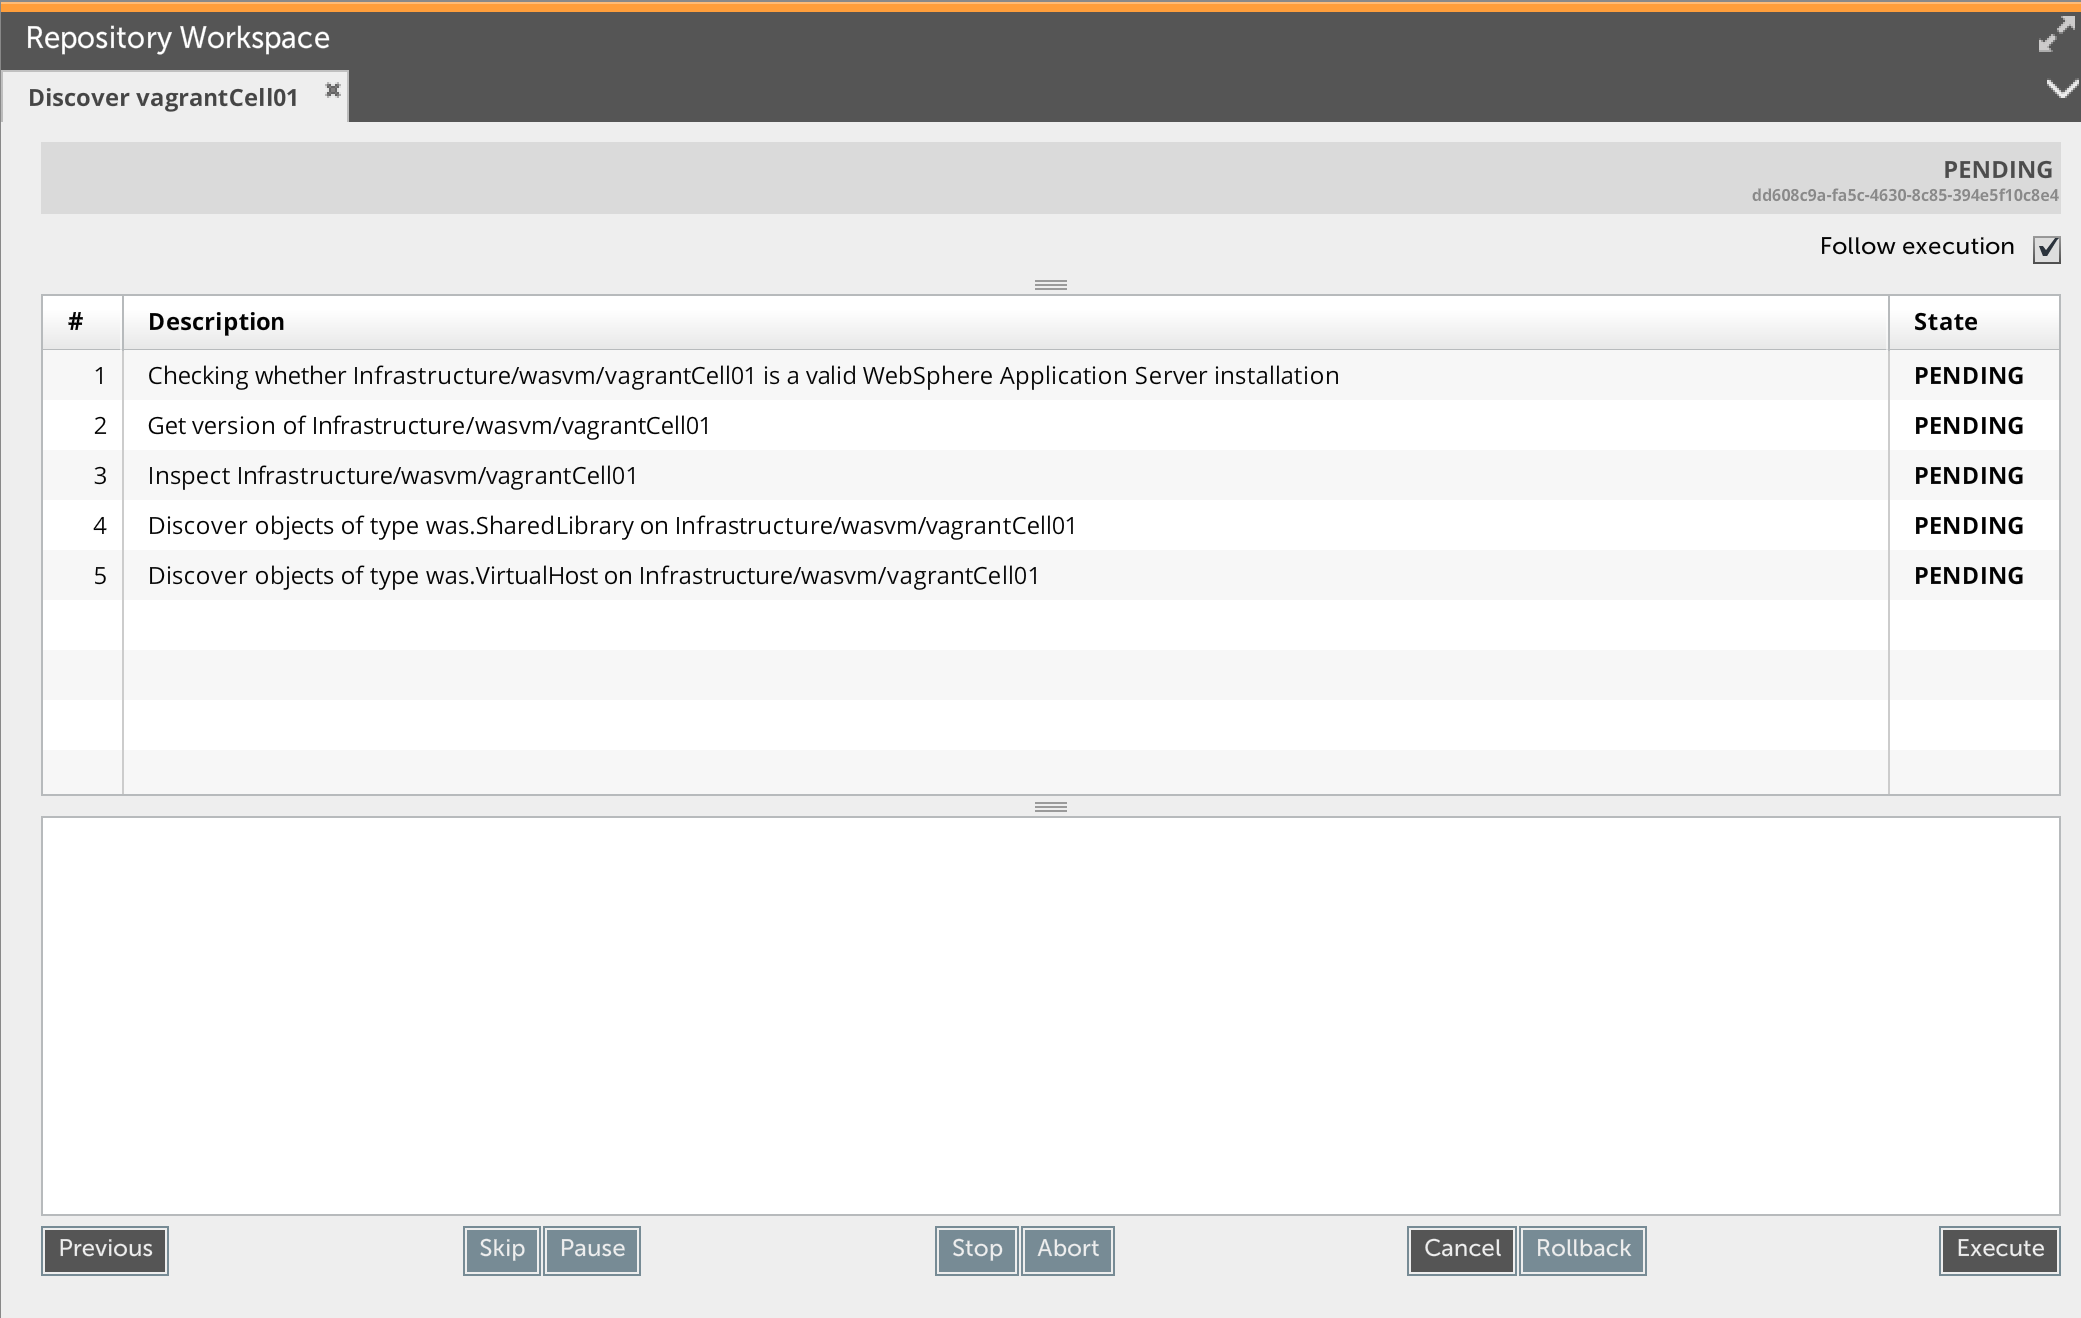 Repository Workspace
Discover vagrantCell01
PENDING
dd608c9a-fa5c-4630-8c85-394e5f10c8e4
Follow execution
# Description State
1 Checking whether Infrastructure/wasvm/vagrantCell01 is a valid WebSphere Application Server installation PENDING
2 Get version of Infrastructure/wasvm/vagrantCell01 PENDING
3 Inspect Infrastructure/wasvm/vagrantCell01 PENDING
4 Discover objects of type was.SharedLibrary on Infrastructure/wasvm/vagrantCell01 PENDING
5 Discover objects of type was.VirtualHost on Infrastructure/wasvm/vagrantCell01 PENDING
Previous Skip Pause Stop Abort Cancel Rollback Execute